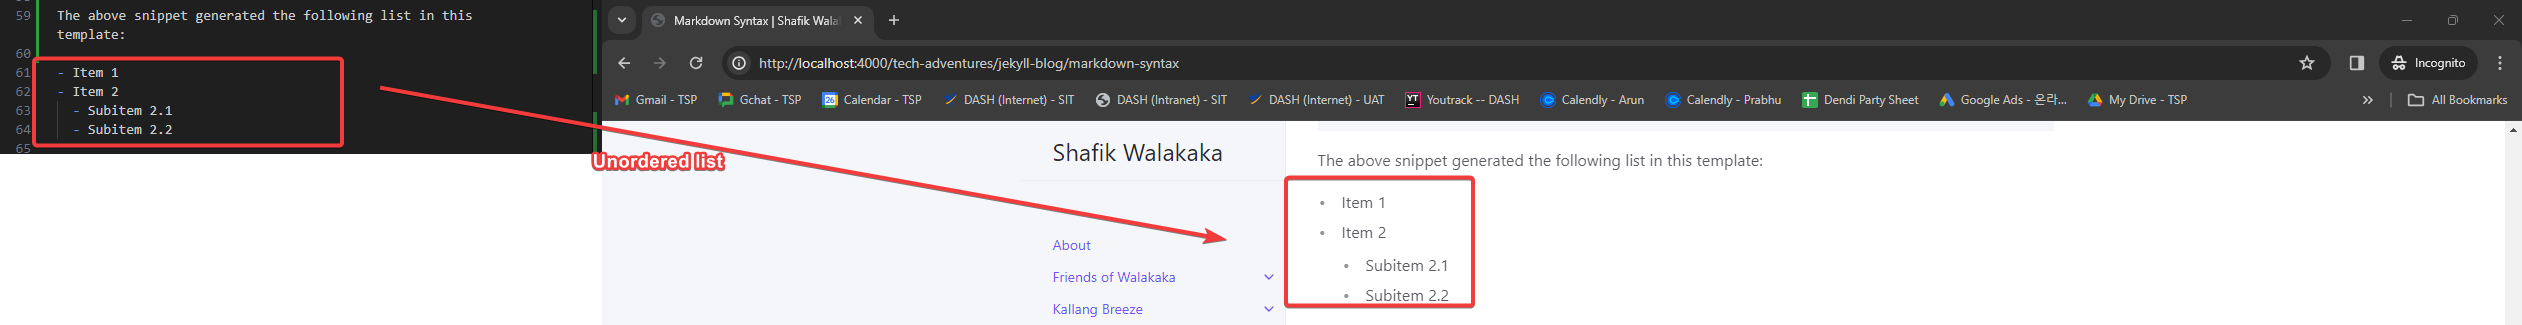 59 The above snippet generated the following list in this
template:
60
61 - Item 1
62 - Item 2
63 - Subitem 2.1
64 - Subitem 2.2
65
Unordered list
Markdown Syntax | Shafik Wala
http://localhost:4000/tech-adventures/jekyll-blog/markdown-syntax
Incognito
Gmail - TSP
Gchat - TSP
26 Calendar - TSP
DASH (Internet) - SIT
DASH (Intranet) - SIT
DASH (Internet) - UAT
YT Youtrack -- DASH
Calendly - Arun
Calendly - Prabhu
Dendi Party Sheet
Google Ads - 온라...
My Drive - TSP
All Bookmarks
Shafik Walakaka
About
Friends of Walakaka
Kallang Breeze
The above snippet generated the following list in this template:
• Item 1
• Item 2
• Subitem 2.1
• Subitem 2.2